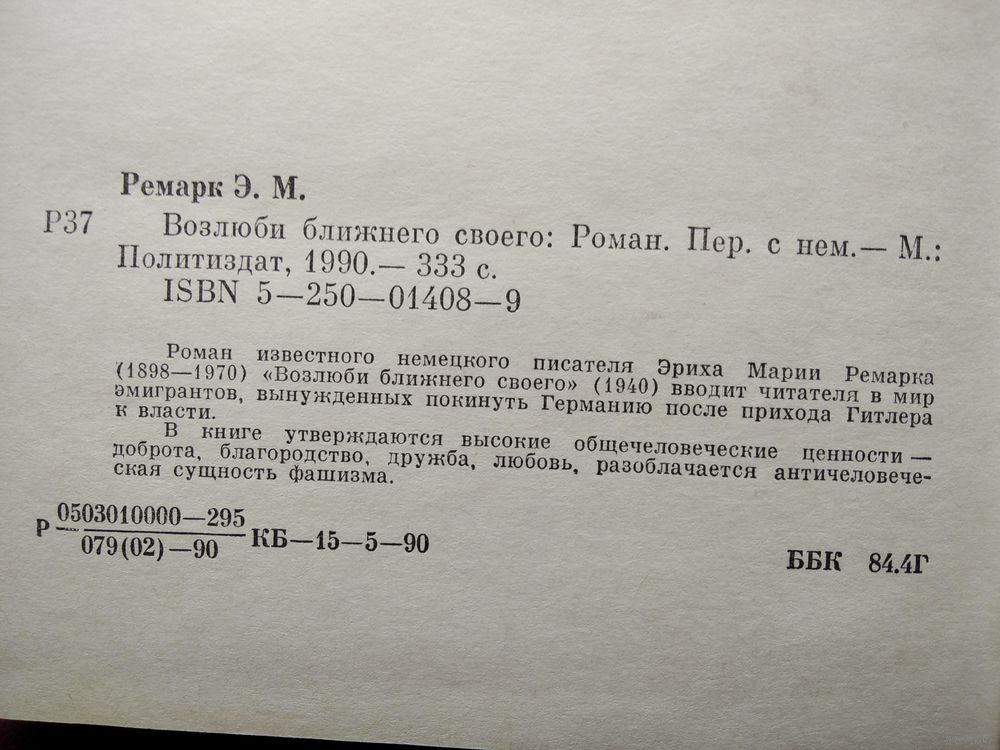 Ремарк Э. М.
Р37 Возлюби ближнего своего: Роман. Пер. с нем.— М.:
Политиздат, 1990.— 333 с.
ISBN 5—250—01408—9
Роман известного немецкого писателя Эриха Марии Ремарка
(1898—1970) «Возлюби ближнего своего» (1940) вводит читателя в мир
эмигрантов, вынужденных покинуть Германию после прихода Гитлера
к власти.
В книге утверждаются высокие общечеловеческие ценности —
доброта, благородство, дружба, любовь, разоблачается античеловече-
ская сущность фашизма.
Р 0503010000—295
079(02)—90 КБ—15—5—90
ББК 84.4Г